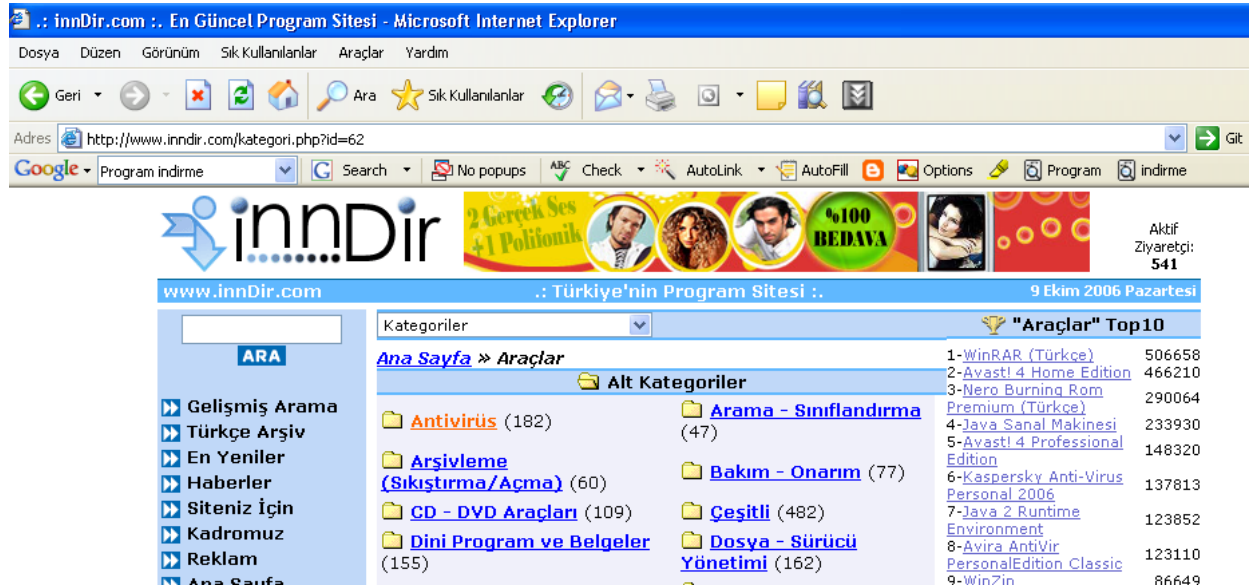 .: innDir.com :. En Güncel Program Sitesi - Microsoft Internet Explorer
Dosya Düzen Görünüm Sık Kullanılanlar Araçlar Yardım
Geri Ara Sık Kullanılanlar
Adres http://www.inndir.com/kategori.php?id=62 Git
Google Program indirme G Search No popups ABC Check AutoLink AutoFill Options Program indirme
innDir
2 Gerçek Ses
+1 Polifonik
%100
BEDAVA
Aktif
Ziyaretçi:
541
www.innDir.com .: Türkiye'nin Program Sitesi :. 9 Ekim 2006 Pazartesi
ARA
Gelişmiş Arama
Türkçe Arşiv
En Yeniler
Haberler
Siteniz İçin
Kadromuz
Reklam
Ana Sayfa
Kategoriler
Ana Sayfa » Araçlar
Alt Kategoriler
Antivirüs (182)
Arama - Sınıflandırma
(47)
Arşivleme
(Sıkıştırma/Açma) (60)
Bakım - Onarım (77)
CD - DVD Araçları (109)
Çeşitli (482)
Dini Program ve Belgeler
(155)
Dosya - Sürücü
Yönetimi (162)
"Araçlar" Top10
1-WinRAR (Türkçe) 506658
2-Avast! 4 Home Edition 466210
3-Nero Burning Rom
Premium (Türkçe) 290064
4-Java Sanal Makinesi 233930
5-Avast! 4 Professional
Edition 148320
6-Kaspersky Anti-Virus
Personal 2006 137813
7-Java 2 Runtime
Environment 123852
8-Avira AntiVir
PersonalEdition Classic 123110
9-WinZip 86649